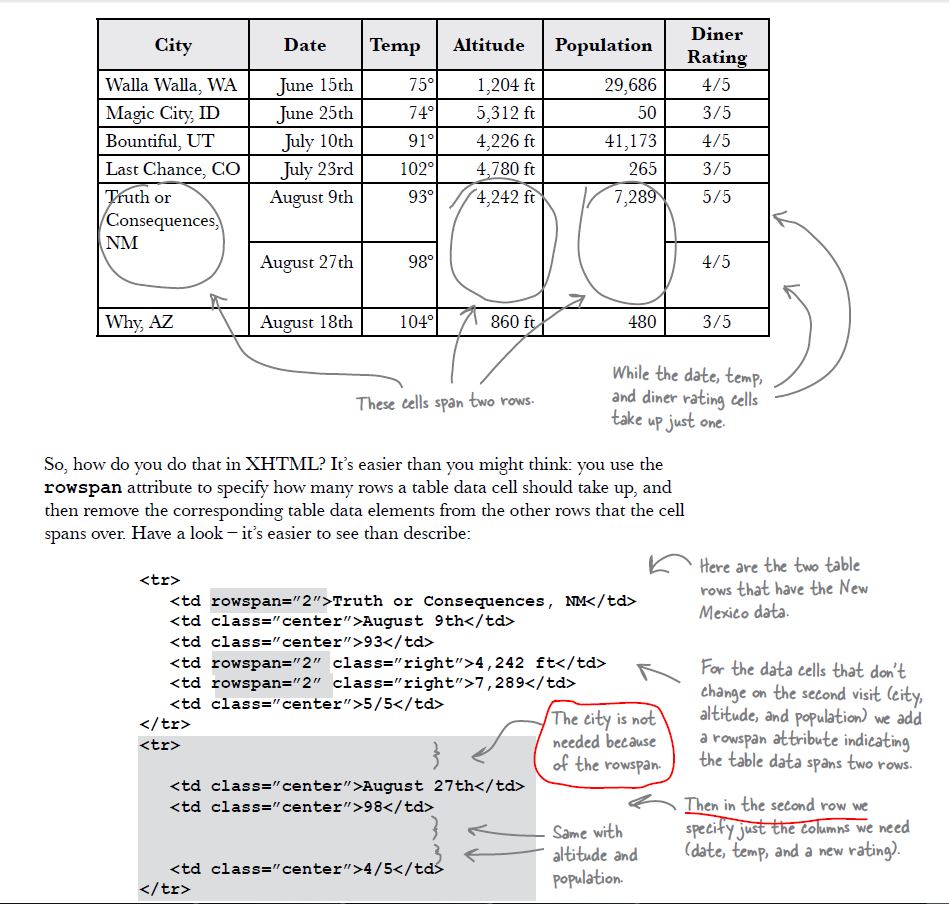 City Date Temp Altitude Population Diner Rating
Walla Walla, WA June 15th 75° 1,204 ft 29,686 4/5
Magic City, ID June 25th 74° 5,312 ft 50 3/5
Bountiful, UT July 10th 91° 4,226 ft 41,173 4/5
Last Chance, CO July 23rd 102° 4,780 ft 265 3/5
Truth or August 9th 93° 4,242 ft 7,289 5/5
Consequences,
NM
August 27th 98° 4/5
Why, AZ August 18th 104° 860 ft 480 3/5
These cells span two rows.
While the date, temp,
and diner rating cells
take up just one.
So, how do you do that in XHTML? It's easier than you might think: you use the
rowspan attribute to specify how many rows a table data cell should take up, and
then remove the corresponding table data elements from the other rows that the cell
spans over. Have a look – it's easier to see than describe:
<tr>
<td rowspan="2">Truth or Consequences, NM</td>
<td class="center">August 9th</td>
<td class="center">93</td>
<td rowspan="2" class="right">4,242 ft</td>
<td rowspan="2" class="right">7,289</td>
<td class="center">5/5</td>
</tr>
<tr>
<td class="center">August 27th</td>
<td class="center">98</td>
<td class="center">4/5</td>
</tr>
Here are the two table
rows that have the New
Mexico data.
For the data cells that don't
change on the second visit (city,
altitude, and population) we add
a rowspan attribute indicating
the table data spans two rows.
The city is not
needed because
of the rowspan.
Then in the second row we
specify just the columns we need
(date, temp, and a new rating).
Same with
altitude and
population.